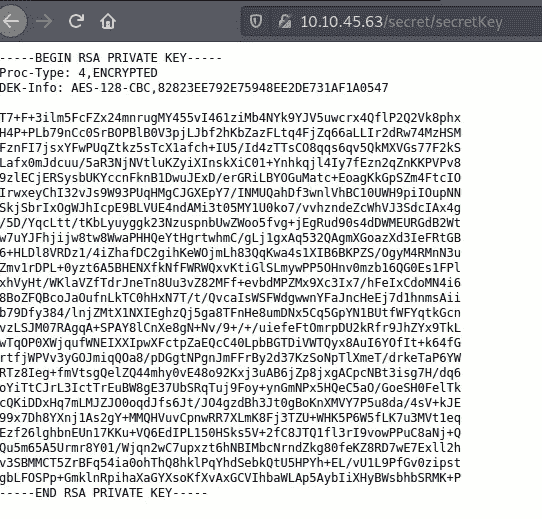 10.10.45.63/secret/secretKey
-----BEGIN RSA PRIVATE KEY-----
Proc-Type: 4,ENCRYPTED
DEK-Info: AES-128-CBC,82823EE792E75948EE2DE731AF1A0547
T7+F+3ilm5FcFZx24mnrugMY455vI461ziMb4NYk9YJV5uwcrx4QflP2Q2Vk8phx
H4P+PLb79nCc0SrBOPBlB0V3pjLJbf2hKbZazFLtq4FjZq66aLLIr2dRw74MzHSM
FznFI7jsxYFwPUqZtkz5sTcX1afch+IU5/Id4zTTsCO8qqs6qv5QkMXVGs77F2kS
Lafx0mJdcuu/5aR3NjNVtluKZyiXInskXiC01+Ynhkqjl4Iy7fEzn2qZnKKPVPv8
9zlECjERSysbUKYccnFknB1DwuJExD/erGRiLBYOGuMatc+EoagKkGpSZm4FtcIO
IrwxeyChI32vJs9W93PUqHMgCJGXEpY7/INMUQahDf3wnlVhBC10UWH9piIOupNN
SkjSbrIxOgWJhIcpE9BLVUE4ndAMi3t05MY1U0ko7/vvhzndeZcWhVJ3SdcIAx4g
/5D/YqcLtt/tKbLyuyggk23NzuspnbUwZWoo5fvg+jEgRud90s4dDWMEURGdB2Wt
w7uYJFhjijw8tw8WwaPHHQeYtHgrtwhmC/gLj1gxAq532QAgmXGoazXd3IeFRtGB
6+HLDl8VRDz1/4iZhafDC2gihKeWOjmLh83QqKwa4s1XIB6BKPZS/OgyM4RMnN3u
Zmv1rDPL+0yzt6A5BHENXfkNfFWRWQxvKtiGlSLmywPP5OHnv0mzb16QG0Es1FPl
xhVyHt/WKlaVZfTdrJneTn8Uu3vZ82MFf+evbdMPZMx9Xc3Ix7/hFeIxCdoMN4i6
8BoZFQBcoJaOufnLkTC0hHxN7T/t/QvcaIsWSFWdgwwnYFaJncHeEj7d1hnmsAii
b79Dfy384/lnjZMtX1NXIEghzQj5ga8TFnHe8umDNx5Cq5GpYN1BUtfWFYqtkGcn
vzLSJM07RAgqA+SPAY8lCnXe8gN+Nv/9+/+/uiefeFtOmrpDU2kRfr9JhZYx9TkL
wTqOP0XWjqufWNEIXXIpwXFctpZaEQcC40LpbBGTDiVWTQyx8AuI6YOfIt+k64fG
rtfjWPVv3yGOJmiqQOa8/pDGgtNPgnJmFFrBy2d37KzSoNpTlXmeT/drkeTaP6YW
RTz8Ieg+fmVtsgQelZQ44mhy0vE48o92Kxj3uAB6jZp8jxgACpcNBt3isg7H/dq6
oYiTtCJrL3IctTrEuBW8gE37UbSRqTuj9Foy+ynGmNPx5HQeC5aO/GoeSH0FelTk
cQKiDDxHq7mLMJZJO0oqdJfs6Jt/JO4gzdBh3Jt0gBoKnXMVY7P5u8da/4sV+kJE
99x7Dh8YXnj1As2gY+MMQHVuvCpnwRR7XLmK8Fj3TZU+WHK5P6W5fLK7u3MVt1eq
Ezf26lghbnEUn17KKu+VQ6EdIPL150HSks5V+2fC8JTQ1fl3rI9vowPPuC8aNj+Q
Qu5m65A5Urmr8Y01/Wjqn2wC7upxzt6hNBIMbcNrndZkg80feKZ8RD7wE7Exll2h
v3SBMMCT5ZrBFq54ia0ohThQ8hklPqYhdSebkQtU5HPYh+EL/vU1L9PfGv0zipst
gbLFOSPp+GmklnRpihaXaGYXsoKfXvAxGCVIhbaWLAp5AybIiXHyBWsbhbSRMK+P
-----END RSA PRIVATE KEY-----